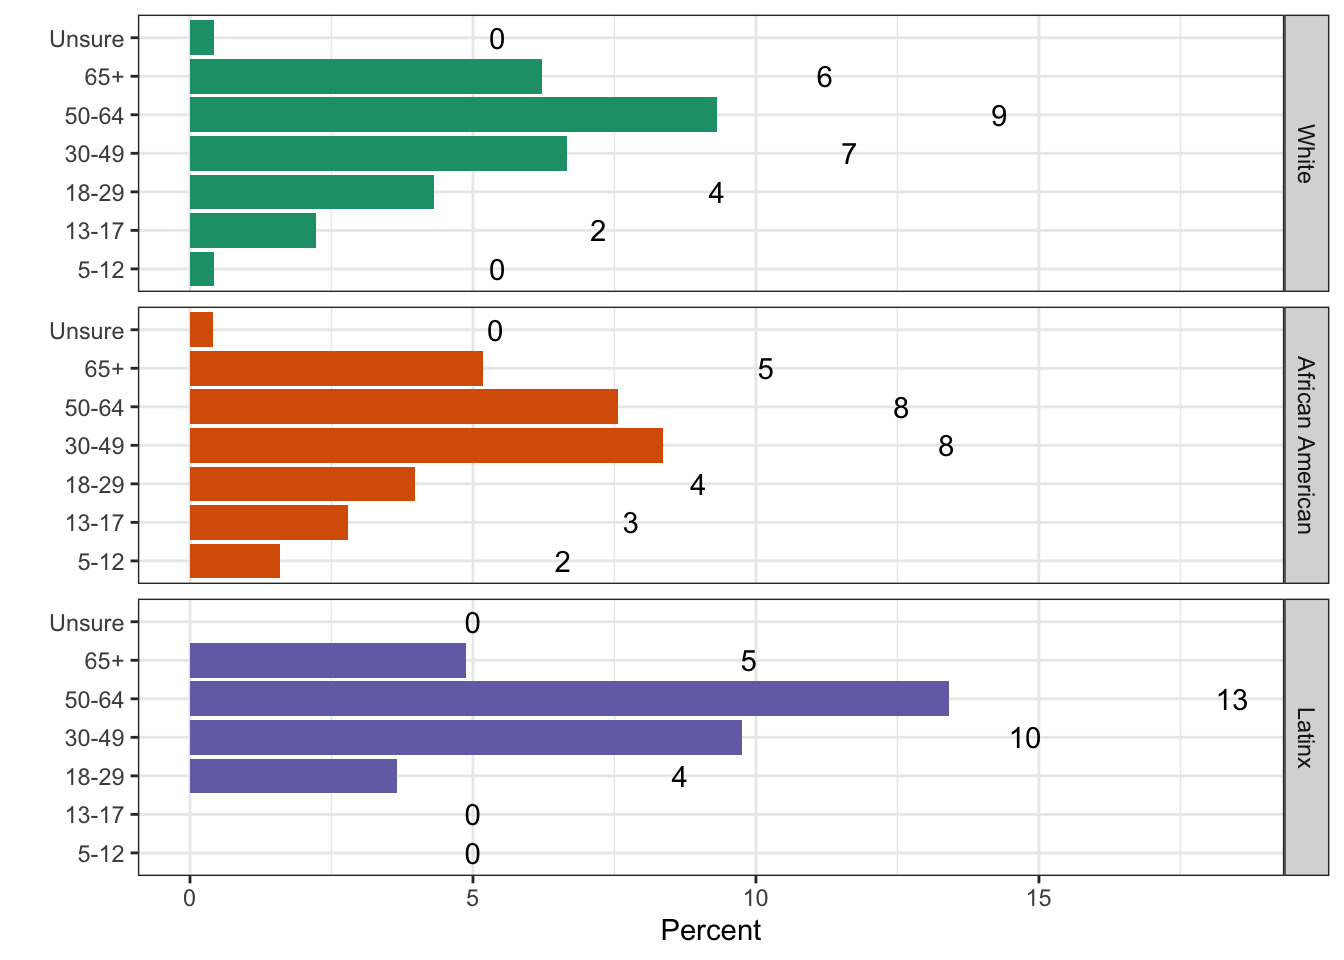 Unsure 0
65+ 6
50-64 9
30-49 7
18-29 4
13-17 2
5-12 0
White
Unsure 0
65+ 5
50-64 8
30-49 8
18-29 4
13-17 3
5-12 2
African American
Unsure 0
65+ 5
50-64 13
30-49 10
18-29 4
13-17 0
5-12 0
Latinx
0 5 10 15
Percent